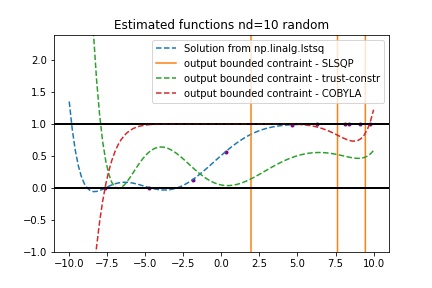 Estimated functions nd=10 random
Solution from np.linalg.lstsq
output bounded contraint - SLSQP
output bounded contraint - trust-constr
output bounded contraint - COBYLA
2.0
1.5
1.0
0.5
0.0
−0.5
−1.0
−10.0 −7.5 −5.0 −2.5 0.0 2.5 5.0 7.5 10.0